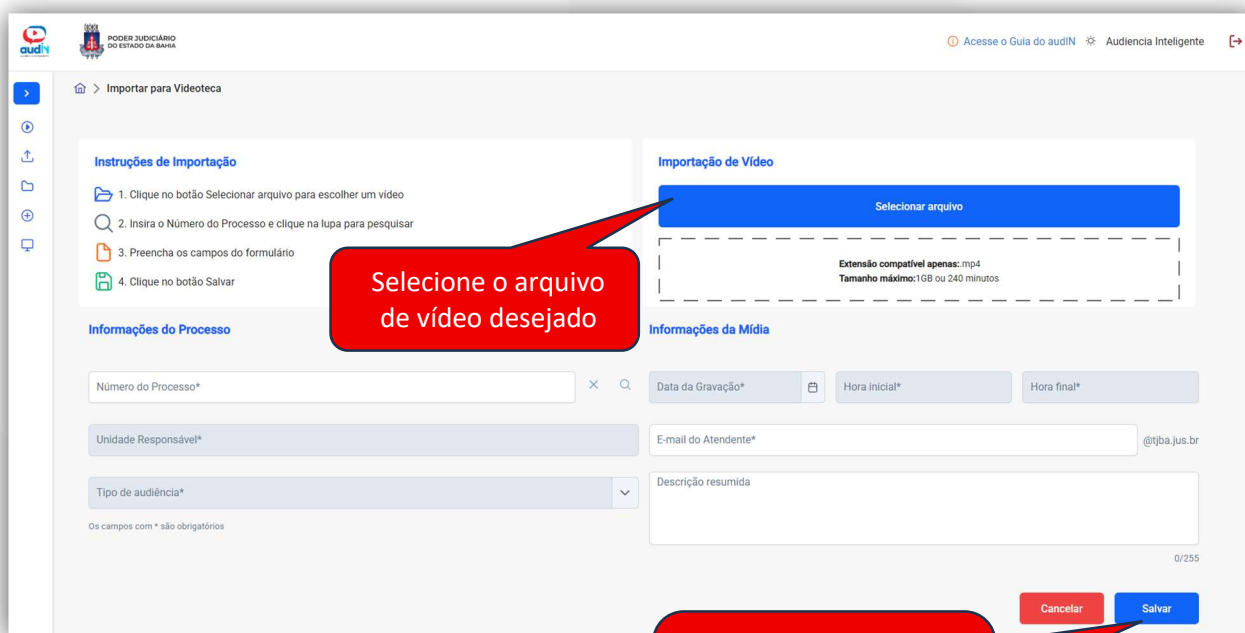 audIN
PODER JUDICIÁRIO
DO ESTADO DA BAHIA
Acesse o Guia do audIN
Audiencia Inteligente
Importar para Videoteca
Instruções de Importação
1. Clique no botão Selecionar arquivo para escolher um vídeo
2. Insira o Número do Processo e clique na lupa para pesquisar
3. Preencha os campos do formulário
4. Clique no botão Salvar
Importação de Vídeo
Selecionar arquivo
Extensão compatível apenas:.mp4
Tamanho máximo:1GB ou 240 minutos
Selecione o arquivo
de vídeo desejado
Informações do Processo
Número do Processo*
Unidade Responsável*
Tipo de audiência*
Os campos com * são obrigatórios
Informações da Mídia
Data da Gravação*
Hora inicial*
Hora final*
E-mail do Atendente*
@tjba.jus.br
Descrição resumida
0/255
Cancelar
Salvar